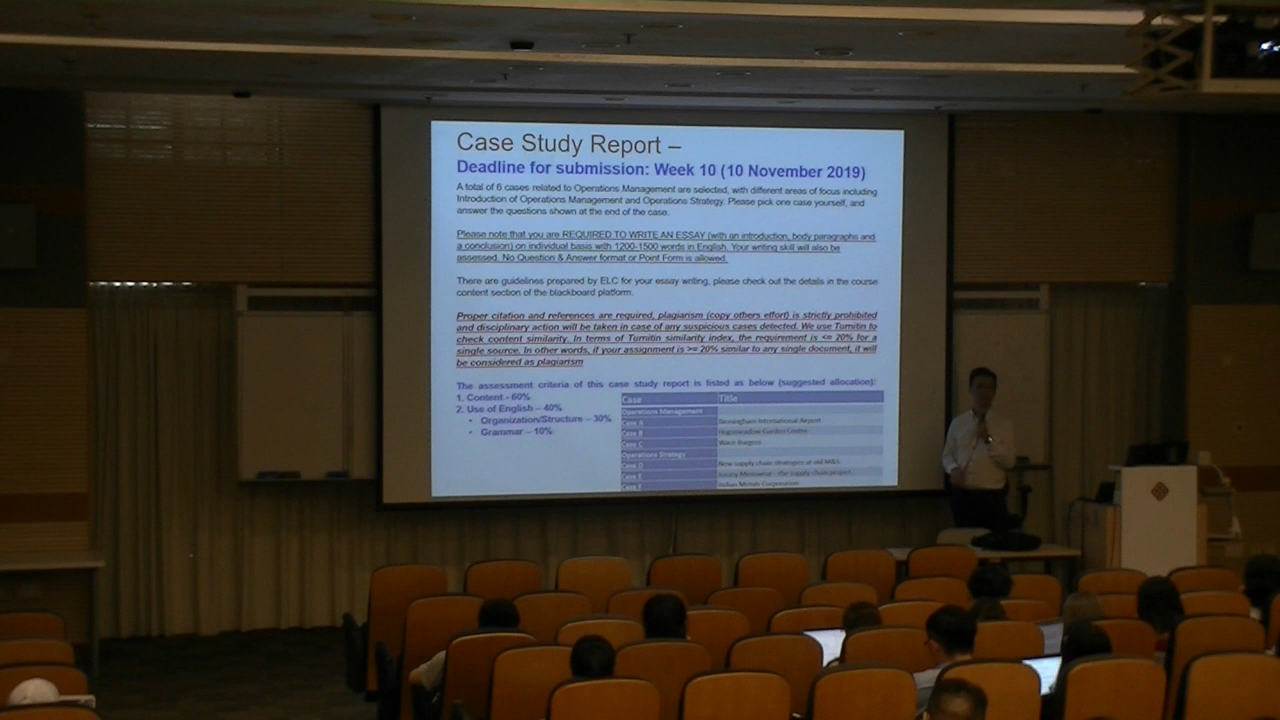 Case Study Report –
Deadline for submission: Week 10 (10 November 2019)
A total of 6 cases related to Operations Management are selected, with different areas of focus including
Introduction of Operations Management and Operations Strategy. Please pick one case yourself, and
answer the questions shown at the end of the case.
Please note that you are REQUIRED TO WRITE AN ESSAY (with an introduction, body paragraphs and
a conclusion) on individual basis with 1200-1500 words in English. Your writing skill will also be
assessed. No Question & Answer format or Point Form is allowed.
There are guidelines prepared by ELC for your essay writing, please check out the details in the course
content section of the blackboard platform.
Proper citation and references are required, plagiarism (copy others effort) is strictly prohibited
and disciplinary action will be taken in case of any suspicious cases detected. We use Turnitin to
check content similarity. In terms of Turnitin similarity index, the requirement is <= 20% for a
single source. In other words, if your assignment is >= 20% similar to any single document, it will
be considered as plagiarism
The assessment criteria of this case study report is listed as below (suggested allocation):
1. Content - 60%
2. Use of English – 40%
• Organization/Structure – 30%
• Grammar – 10%
Case Title
Operations Management
Case A Birmingham International Airport
Case B Hogsmeadow Garden Centre
Case C Wace Burgess
Operations Strategy
Case D New supply chain strategies at old M&S
Case E - the supply chain project
Case F Indian Metals Corporation